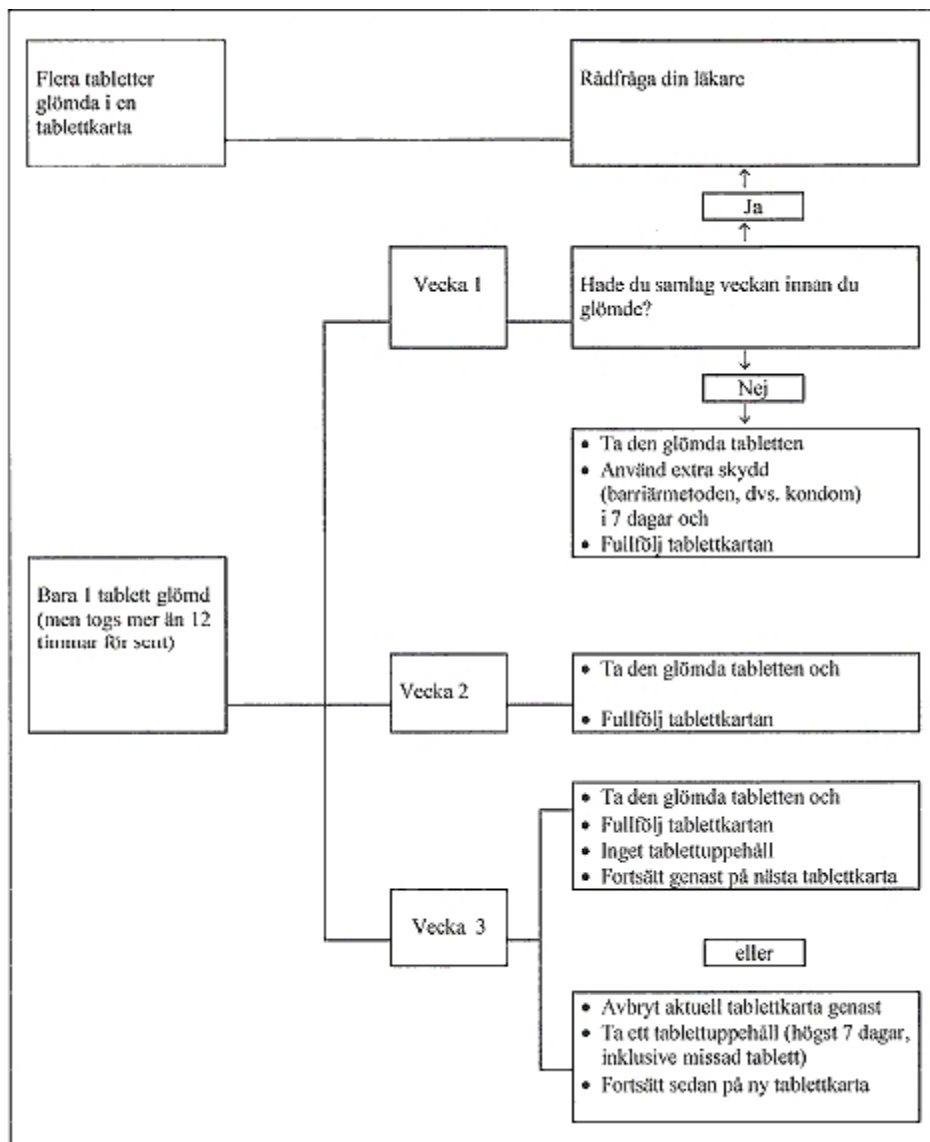 Flera tabletter
glömda i en
tablettkarta
Rådfråga din läkare
Ja
Vecka 1
Hade du samlag veckan innan du
glömde?
Nej
• Ta den glömda tabletten
• Använd extra skydd
(barriärmetoden, dvs. kondom)
i 7 dagar och
• Fullfölj tablettkartan
Bara 1 tablett glömd
(men togs mer än 12
timmar för sent)
Vecka 2
• Ta den glömda tabletten och
• Fullfölj tablettkartan
• Ta den glömda tabletten och
• Fullfölj tablettkartan
• Inget tablettuppehåll
• Fortsätt genast på nästa tablettkarta
Vecka 3
eller
• Avbryt aktuell tablettkarta genast
• Ta ett tablettuppehåll (högst 7 dagar,
inklusive missad tablett)
• Fortsätt sedan på ny tablettkarta